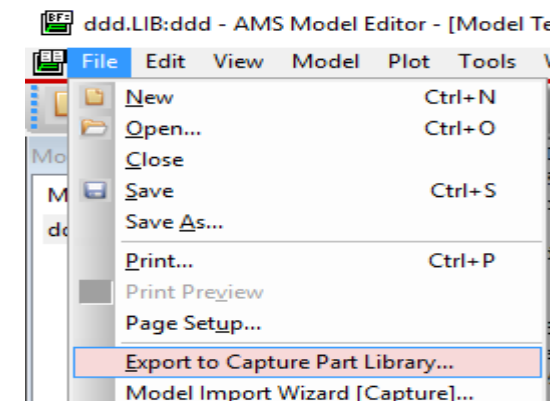 ddd.LIB:ddd - AMS Model Editor - [Model Te
File Edit View Model Plot Tools
New Ctrl+N
Open... Ctrl+O
Close
Save Ctrl+S
Save As...
Print... Ctrl+P
Print Preview
Page Setup...
Export to Capture Part Library...
Model Import Wizard [Capture]...